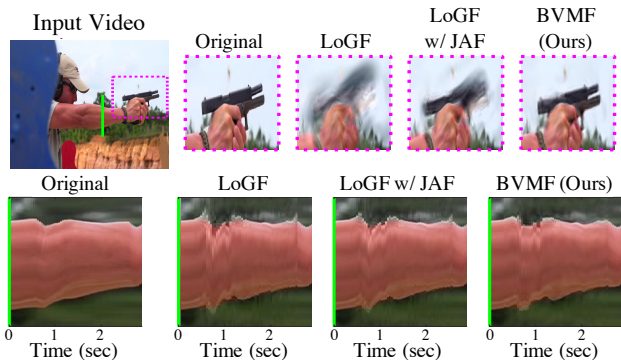 Input Video
Original
LoGF
LoGF
w/ JAF
BVMF
(Ours)
Original
LoGF
LoGF w/ JAF
BVMF (Ours)
0 1 2
0 1 2
0 1 2
0 1 2
Time (sec)
Time (sec)
Time (sec)
Time (sec)